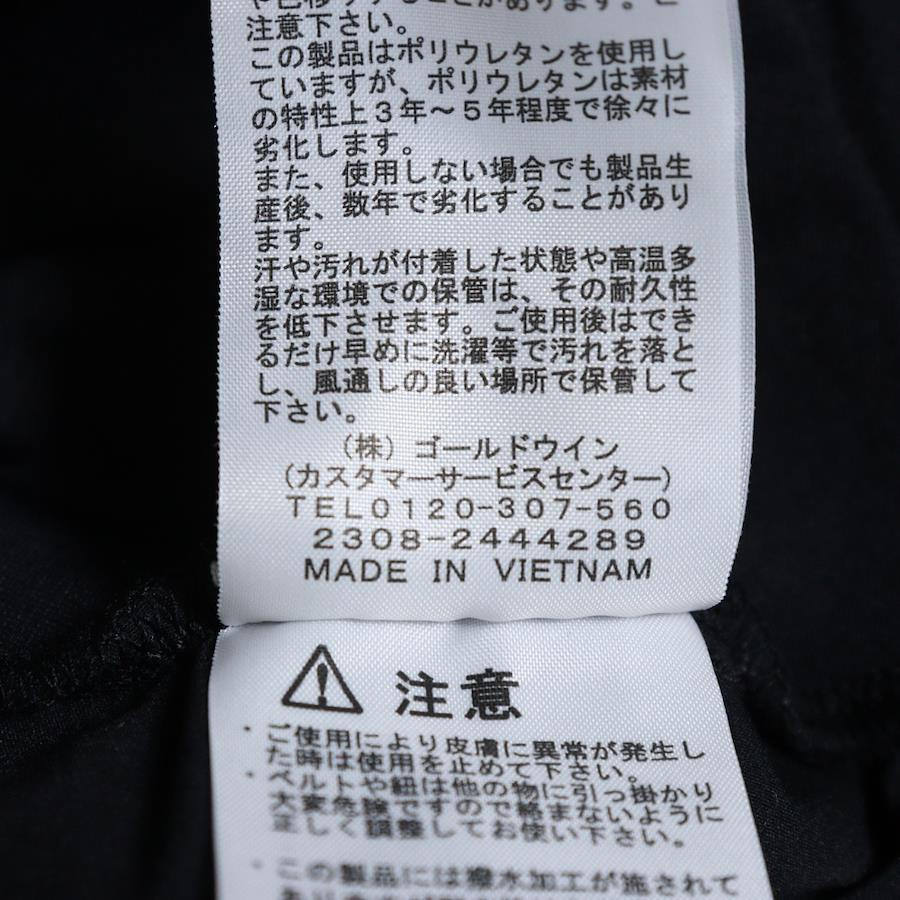 や色移りすることがあります。ご
注意下さい。
この製品はポリウレタンを使用し
ていますが、ポリウレタンは素材
の特性上３年～５年程度で徐々に
劣化します。
また、使用しない場合でも製品生
産後、数年で劣化することがあり
ます。
汗や汚れが付着した状態や高温多
湿な環境での保管は、その耐久性
を低下させます。ご使用後はでき
るだけ早めに洗濯等で汚れを落と
し、風通しの良い場所で保管して
下さい。
（株）ゴールドウイン
(カスタマーサービスセンター)
TEL0120-307-560
2308-2444289
MADE IN VIETNAM
注意
・ご使用により皮膚に異常が発生し
た時は使用を止めて下さい。
・ベルトや紐は他の物に引っ掛かり
大変危険ですので絡まないように
正しく調整してお使い下さい。
・この製品には撥水加工が施されて